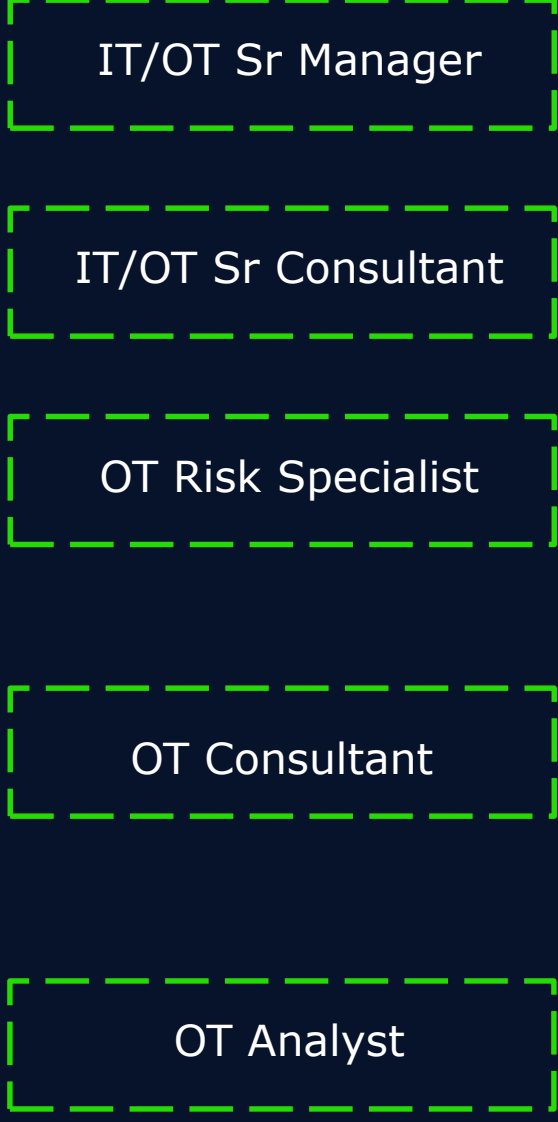 IT/OT Sr Manager
IT/OT Sr Consultant
OT Risk Specialist
OT Consultant
OT Analyst